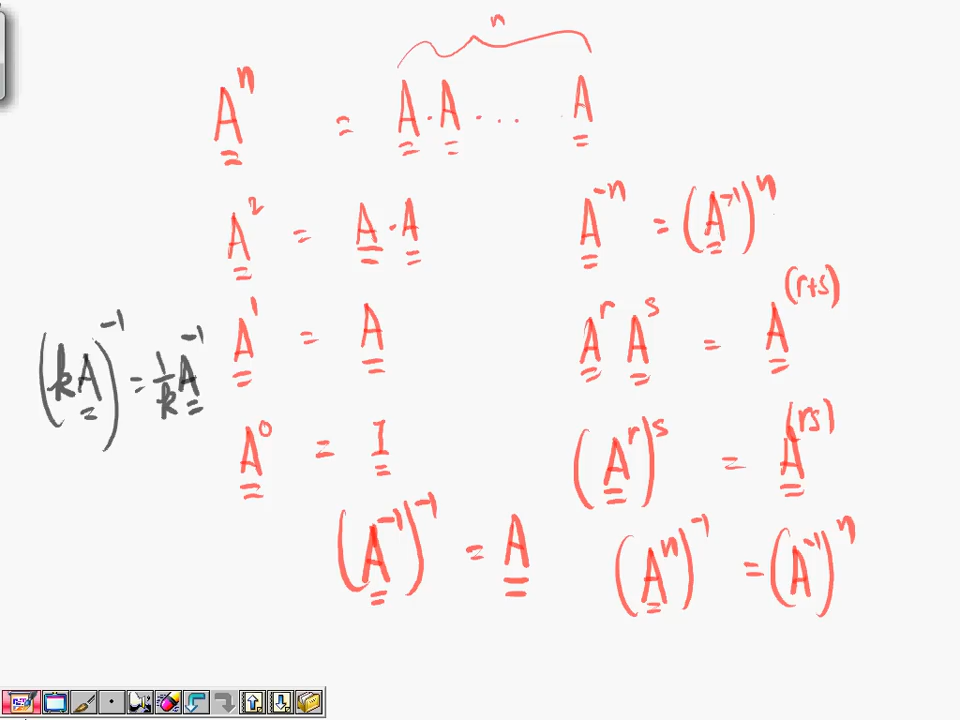 n
A^n = A · A · ... A
A^2 = A · A
A^-n = (A^-1)^n
A^1 = A
A^r A^s = A^(r+s)
(kA)^-1 = 1/k A^-1
A^0 = I
(A^r)^s = A^(rs)
(A^-1)^-1 = A
(A^n)^-1 = (A^-1)^n